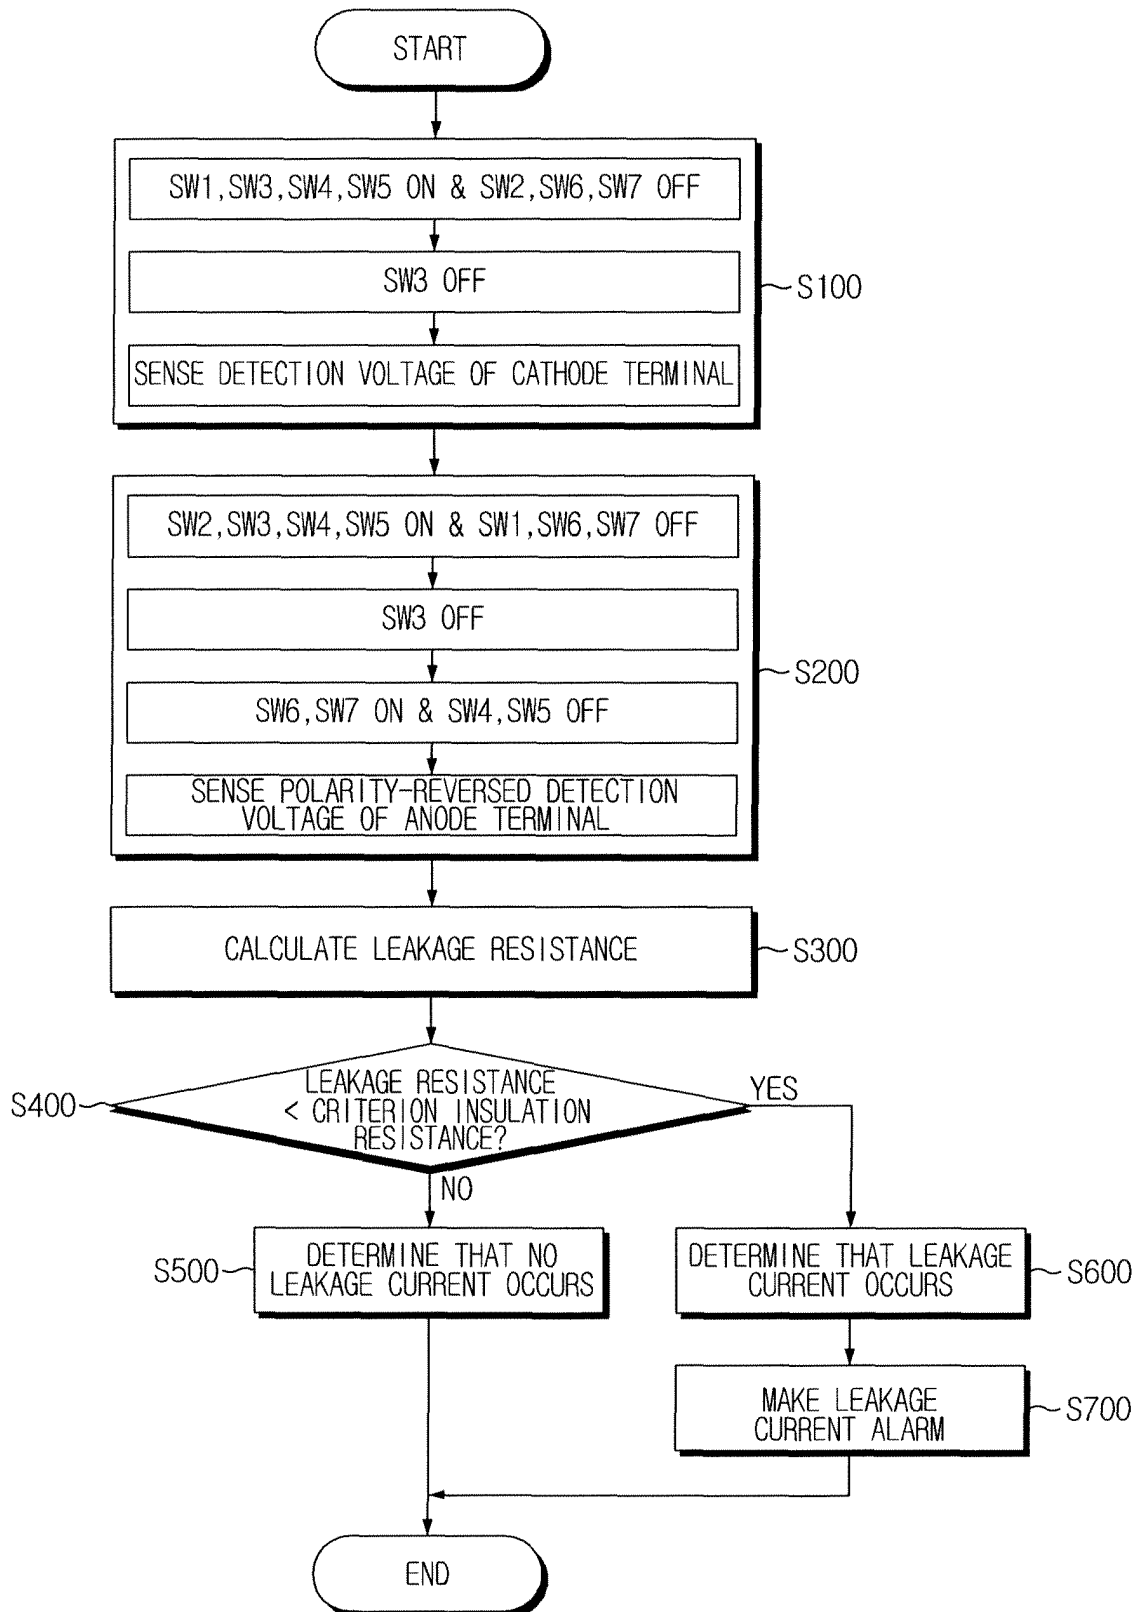 START
SW1,SW3,SW4,SW5 ON & SW2,SW6,SW7 OFF
SW3 OFF
S100
SENSE DETECTION VOLTAGE OF CATHODE TERMINAL
SW2,SW3,SW4,SW5 ON & SW1,SW6,SW7 OFF
SW3 OFF
S200
SW6,SW7 ON & SW4,SW5 OFF
SENSE POLARITY-REVERSED DETECTION
VOLTAGE OF ANODE TERMINAL
CALCULATE LEAKAGE RESISTANCE
S300
S400
LEAKAGE RESISTANCE
< CRITERION INSULATION
RESISTANCE?
YES
NO
S500
DETERMINE THAT NO
LEAKAGE CURRENT OCCURS
DETERMINE THAT LEAKAGE
CURRENT OCCURS
S600
MAKE LEAKAGE
CURRENT ALARM
S700
END